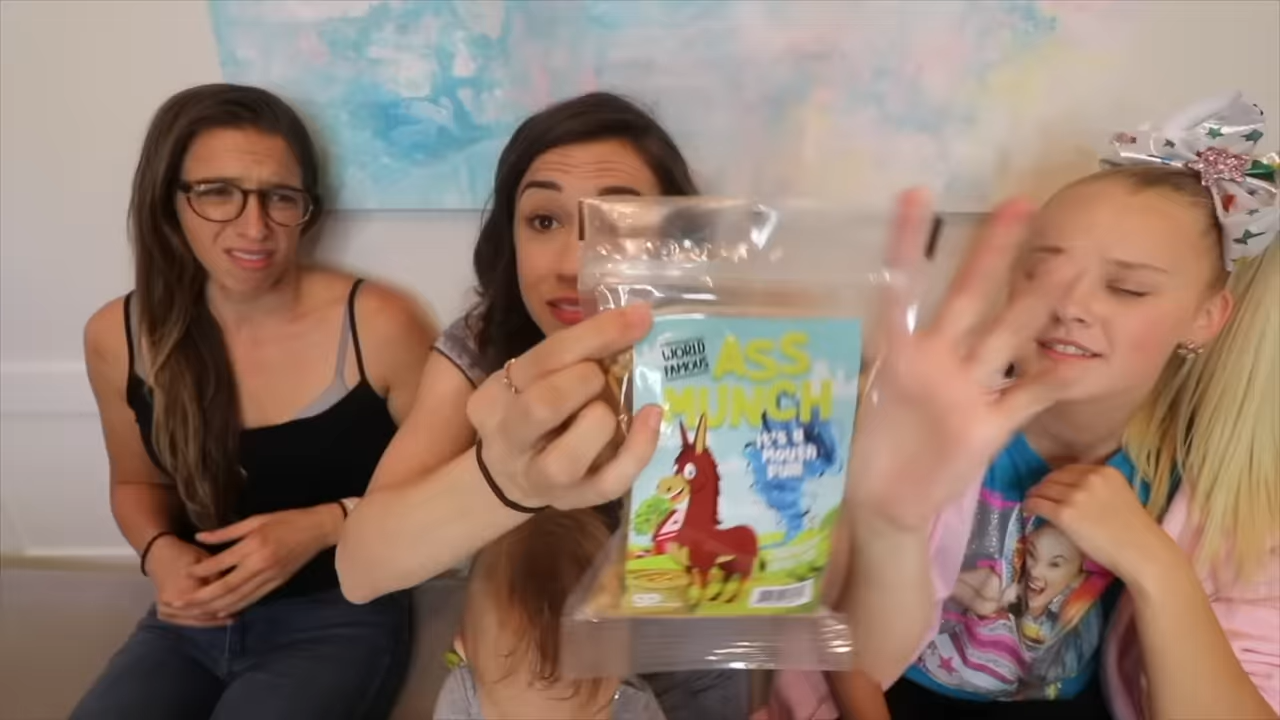 WORLD
FAMOUS
ASS
MUNCH
IT'S A
MOUTH
FULL